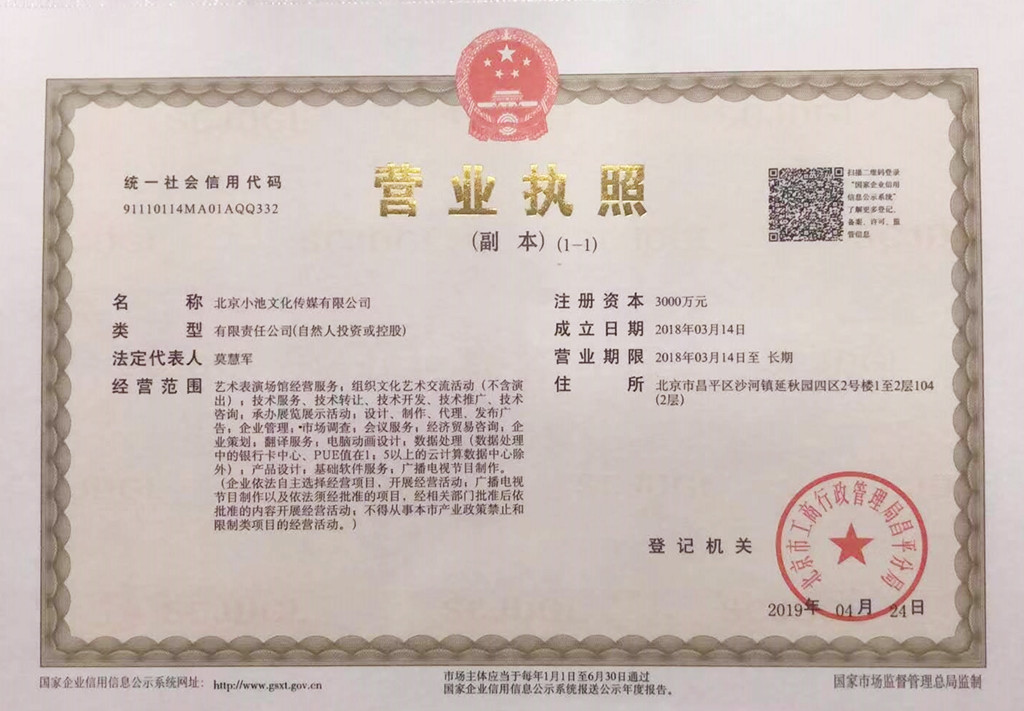 统一社会信用代码
91110114MA01AQQ332
营业执照
(副 本) (1-1)
扫描二维码登录
“国家企业信用
信息公示系统”
了解更多登记、
备案、许可、监
管信息
名 称 北京小池文化传媒有限公司
类 型 有限责任公司(自然人投资或控股)
法定代表人 莫慧军
经营范围 艺术表演场馆经营服务；组织文化艺术交流活动（不含演
出）；技术服务、技术转让、技术开发、技术推广、技术
咨询；承办展览展示活动；设计、制作、代理、发布广
告；企业管理；市场调查；会议服务；经济贸易咨询；企
业策划；翻译服务；电脑动画设计；数据处理（数据处理
中的银行卡中心、PUE值在1；5以上的云计算数据中心除
外）；产品设计；基础软件服务；广播电视节目制作。
（企业依法自主选择经营项目，开展经营活动；广播电视
节目制作以及依法须经批准的项目，经相关部门批准后依
批准的内容开展经营活动；不得从事本市产业政策禁止和
限制类项目的经营活动。）
注册资本 3000万元
成立日期 2018年03月14日
营业期限 2018年03月14日至 长期
住 所 北京市昌平区沙河镇延秋园四区2号楼1至2层104
(2层)
登记机关
北京市工商行政管理局昌平分局
2019年 04月 24日
国家企业信用信息公示系统网址： http://www.gsxt.gov.cn
市场主体应当于每年1月1日至6月30日通过
国家企业信用信息公示系统报送公示年度报告。
国家市场监督管理总局监制